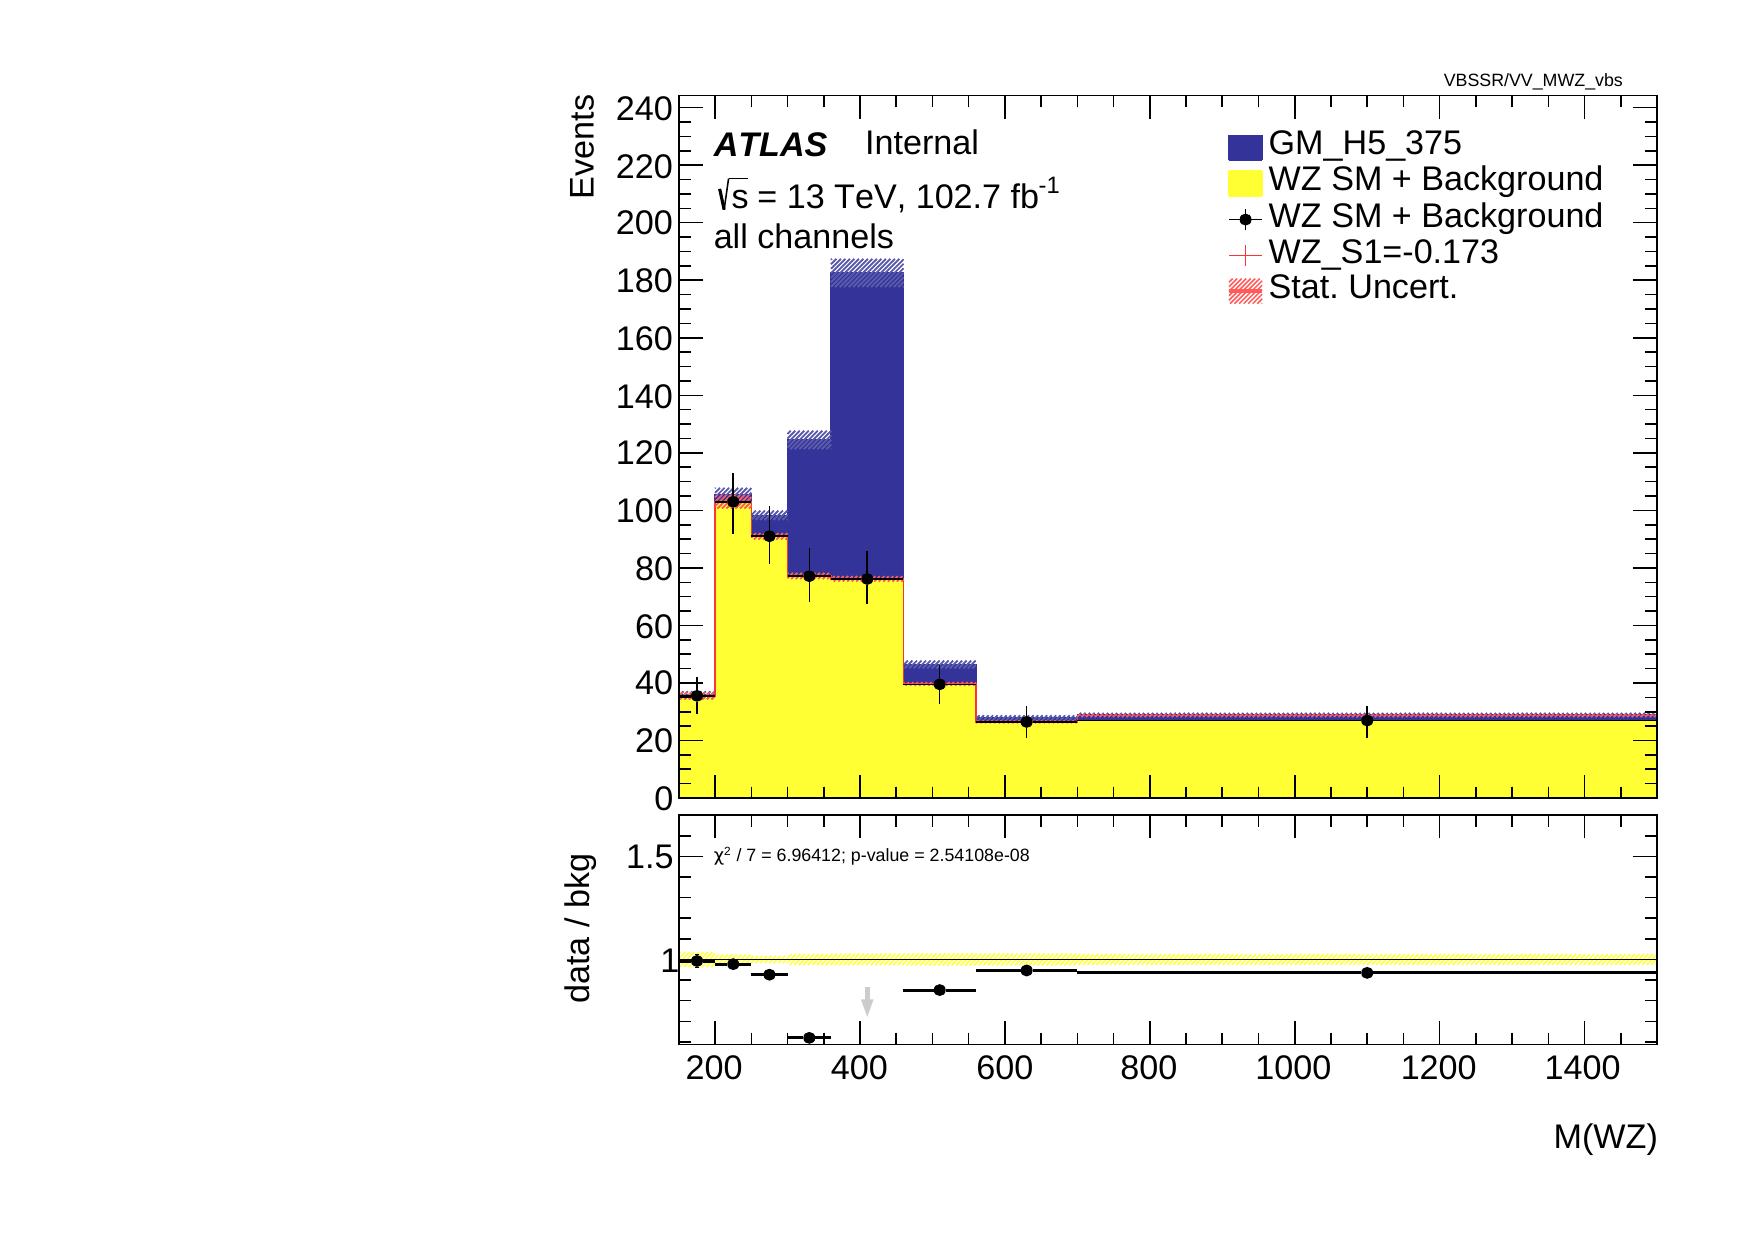 VBSSR/VV_MWZ_vbs
Events
240
220
200
180
160
140
120
100
80
60
40
20
0
ATLAS Internal
√s = 13 TeV, 102.7 fb-1
all channels
GM_H5_375
WZ SM + Background
WZ SM + Background
WZ_S1=-0.173
Stat. Uncert.
data / bkg
1.5
1
χ2 / 7 = 6.96412; p-value = 2.54108e-08
200 400 600 800 1000 1200 1400
M(WZ)